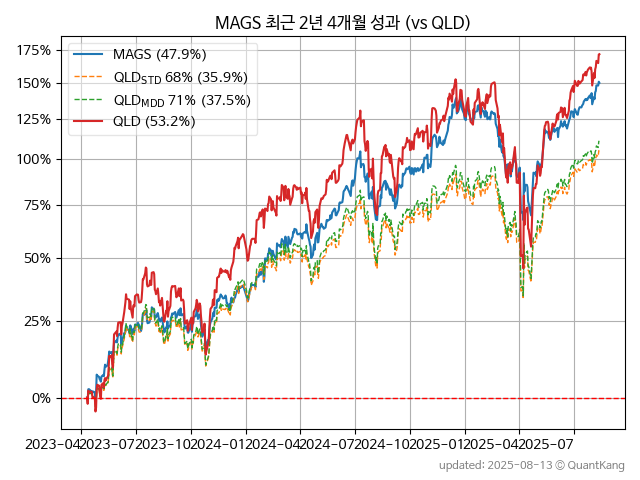 MAGS 최근 2년 4개월 성과 (vs QLD)
175%
150%
125%
100%
75%
50%
25%
0%
MAGS (47.9%)
QLD_STD 68% (35.9%)
QLD_MDD 71% (37.5%)
QLD (53.2%)
2023-04 2023-07 2023-10 2024-01 2024-04 2024-07 2024-10 2025-01 2025-04 2025-07
updated: 2025-08-13 ⓒ QuantKang